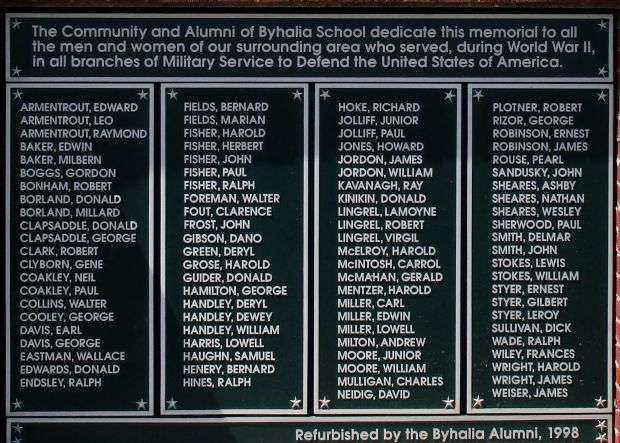 The Community and Alumni of Byhalia School dedicate this memorial to all
the men and women of our surrounding area who served, during World War II,
in all branches of Military Service to Defend the United States of America.
ARMENTROUT, EDWARD
ARMENTROUT, LEO
ARMENTROUT, RAYMOND
BAKER, EDWIN
BAKER, MILBERN
BOGGS, GORDON
BONHAM, ROBERT
BORLAND, DONALD
BORLAND, MILLARD
CLAPSADDLE, DONALD
CLAPSADDLE, GEORGE
CLARK, ROBERT
CLYBORN, GENE
COAKLEY, NEIL
COAKLEY, PAUL
COLLINS, WALTER
COOLEY, GEORGE
DAVIS, EARL
DAVIS, GEORGE
EASTMAN, WALLACE
EDWARDS, DONALD
ENDSLEY, RALPH
FIELDS, BERNARD
FIELDS, MARIAN
FISHER, HAROLD
FISHER, HERBERT
FISHER, JOHN
FISHER, PAUL
FISHER, RALPH
FOREMAN, WALTER
FOUT, CLARENCE
FROST, JOHN
GIBSON, DANO
GREEN, DERYL
GROSE, HAROLD
GUIDER, DONALD
HAMILTON, GEORGE
HANDLEY, DERYL
HANDLEY, DEWEY
HANDLEY, WILLIAM
HARRIS, LOWELL
HAUGHN, SAMUEL
HENERY, BERNARD
HINES, RALPH
HOKE, RICHARD
JOLLIFF, JUNIOR
JOLLIFF, PAUL
JONES, HOWARD
JORDON, JAMES
JORDON, WILLIAM
KAVANAGH, RAY
KINIKIN, DONALD
LINGREL, LAMOYNE
LINGREL, ROBERT
LINGREL, VIRGIL
McELROY, HAROLD
McINTOSH, CARROL
McMAHAN, GERALD
MENTZER, HAROLD
MILLER, CARL
MILLER, EDWIN
MILLER, LOWELL
MILTON, ANDREW
MOORE, JUNIOR
MOORE, WILLIAM
MULLIGAN, CHARLES
NEIDIG, DAVID
PLOTNER, ROBERT
RIZOR, GEORGE
ROBINSON, ERNEST
ROBINSON, JAMES
ROUSE, PEARL
SANDUSKY, JOHN
SHEARES, ASHBY
SHEARES, NATHAN
SHEARES, WESLEY
SHERWOOD, PAUL
SMITH, DELMAR
SMITH, JOHN
STOKES, LEWIS
STOKES, WILLIAM
STYER, ERNEST
STYER, GILBERT
STYER, LEROY
SULLIVAN, DICK
WADE, RALPH
WILEY, FRANCES
WRIGHT, HAROLD
WRIGHT, JAMES
WEISER, JAMES
Refurbished by the Byhalia Alumni, 1998